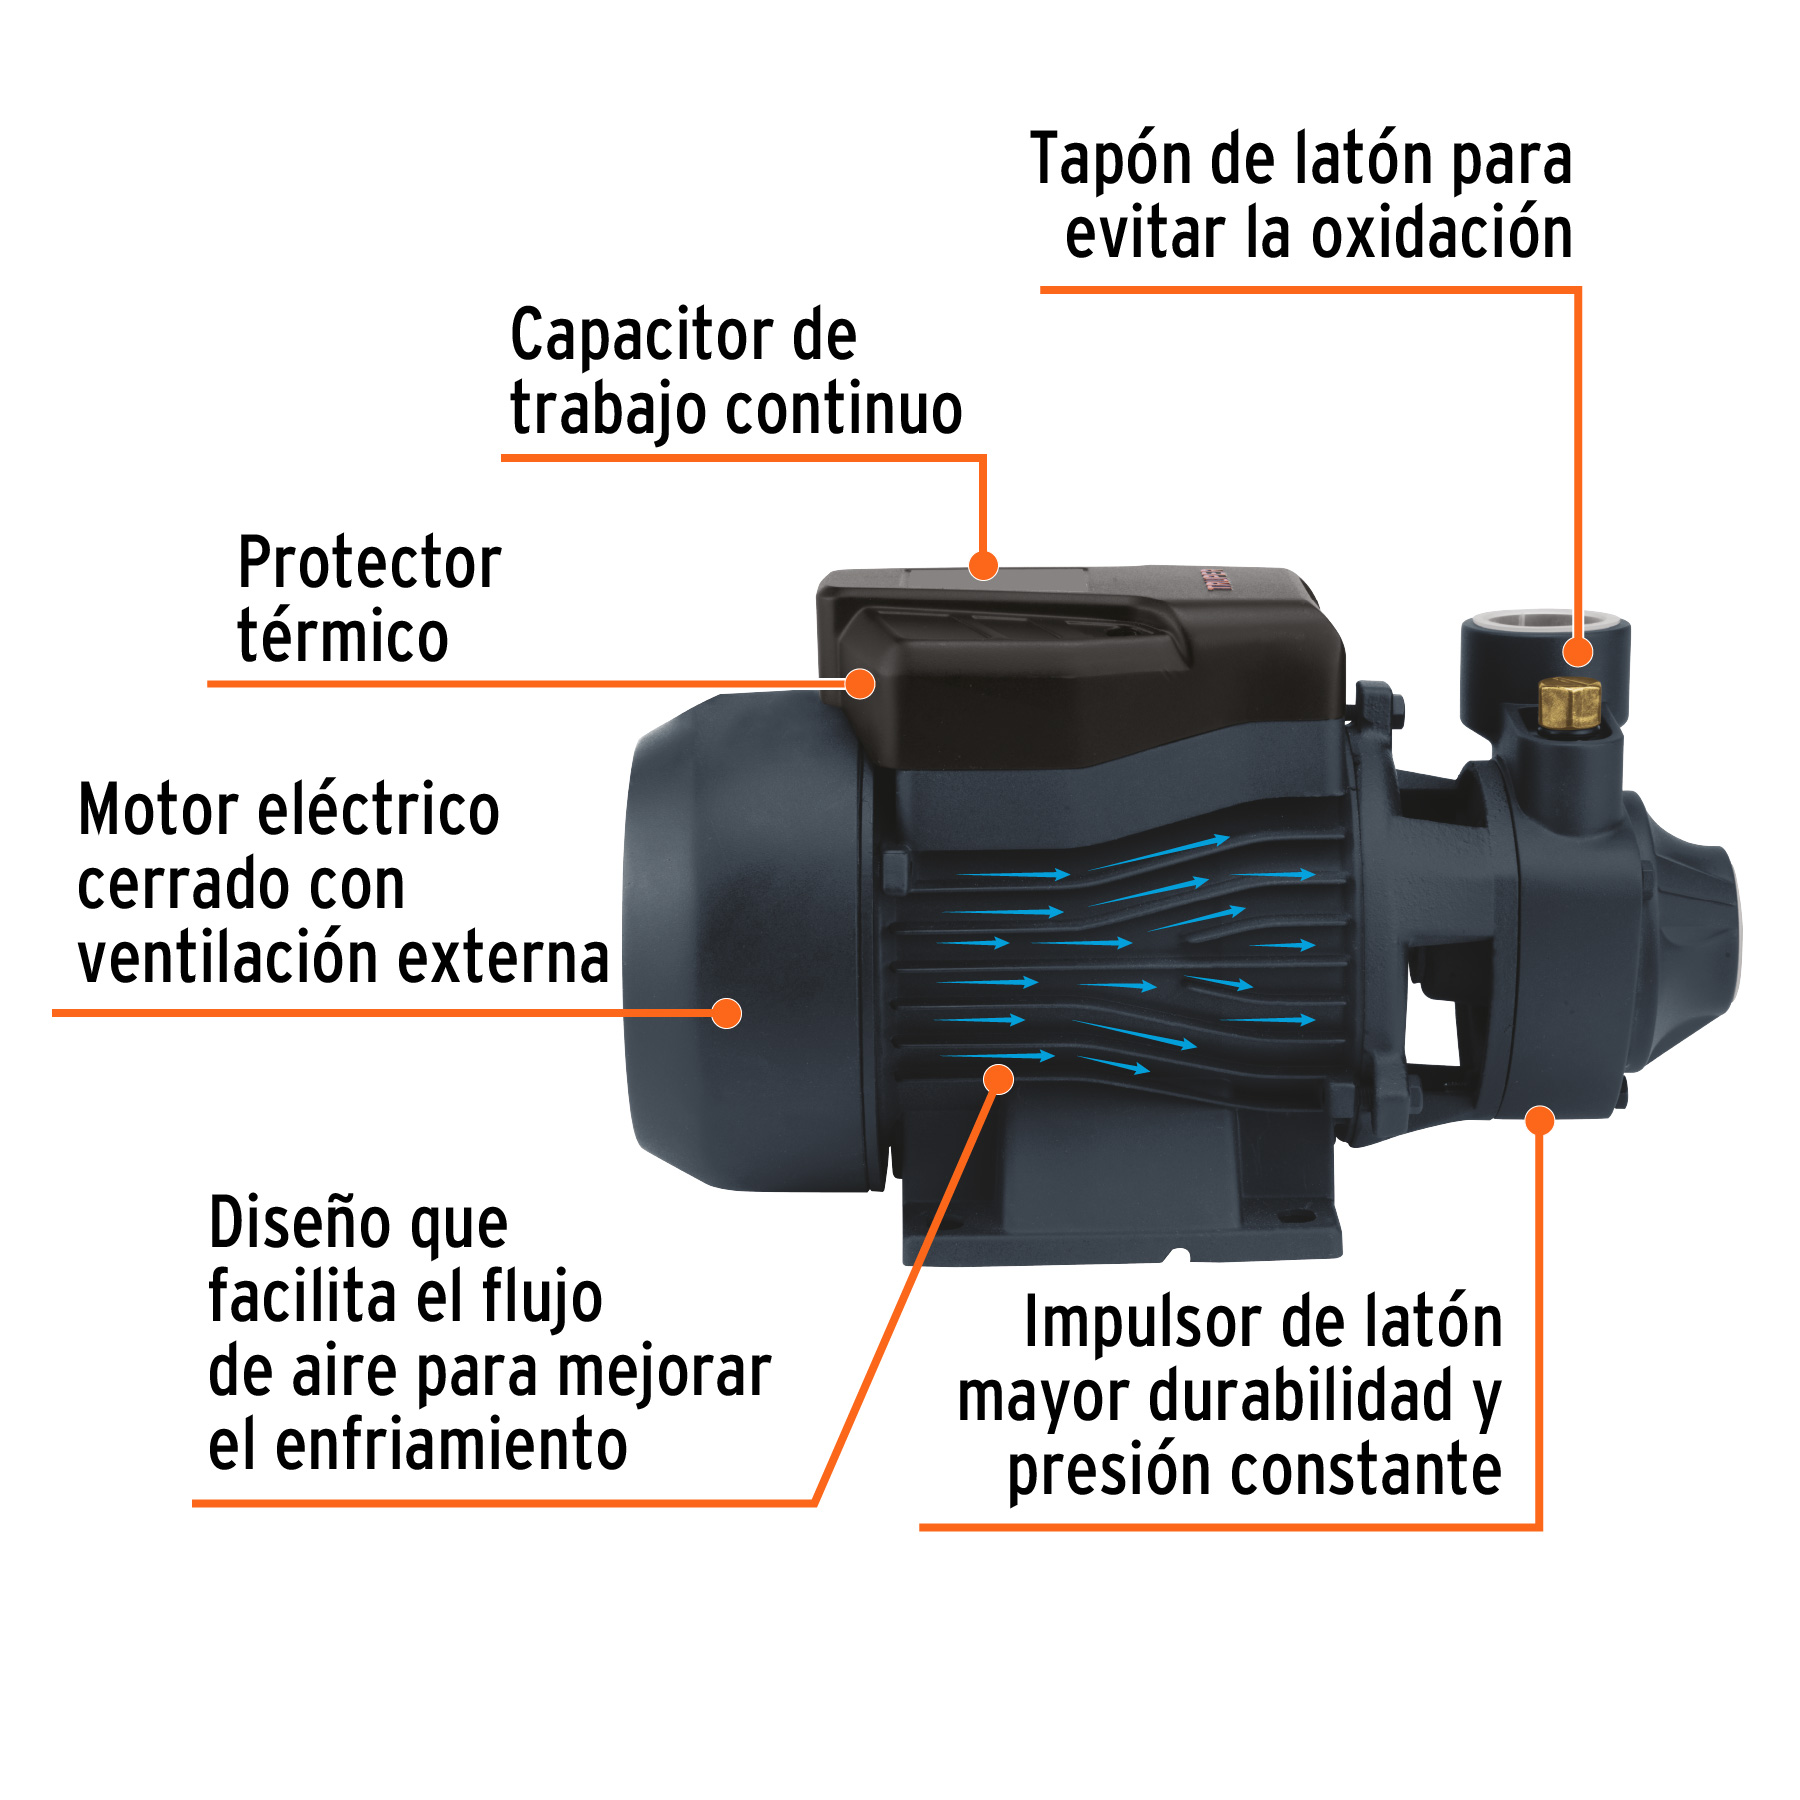 Tapón de latón para
evitar la oxidación
Capacitor de
trabajo continuo
Protector
térmico
Motor eléctrico
cerrado con
ventilación externa
Diseño que
facilita el flujo
de aire para mejorar
el enfriamiento
Impulsor de latón
mayor durabilidad y
presión constante